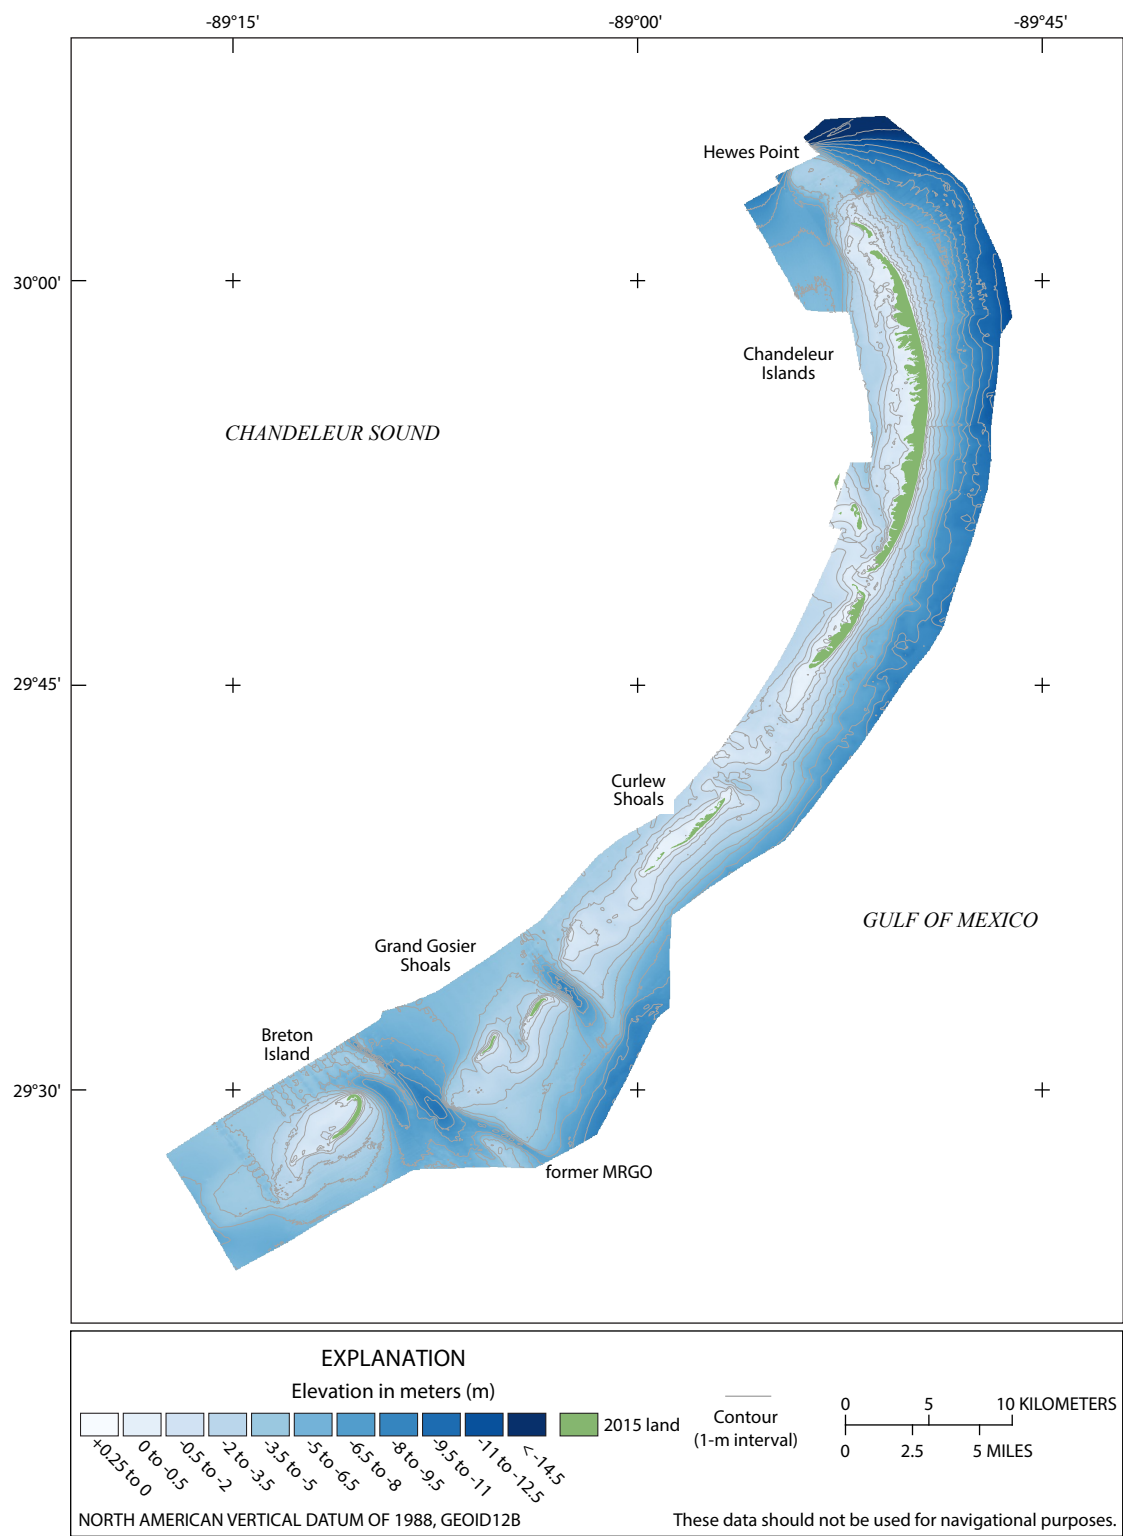 -89°15' -89°00' -89°45'
Hewes Point
30°00'
Chandeleur
Islands
CHANDELEUR SOUND
29°45'
Curlew
Shoals
GULF OF MEXICO
Grand Gosier
Shoals
Breton
Island
29°30'
former MRGO
EXPLANATION
Elevation in meters (m)
+0.25 to 0
0 to -0.5
-0.5 to -2
-2 to -3.5
-3.5 to -5
-5 to -6.5
-6.5 to -8
-8 to -9.5
-9.5 to -11
-11 to -12.5
< -14.5
2015 land
Contour
(1-m interval)
0 5 10 KILOMETERS
0 2.5 5 MILES
NORTH AMERICAN VERTICAL DATUM OF 1988, GEOID12B
These data should not be used for navigational purposes.